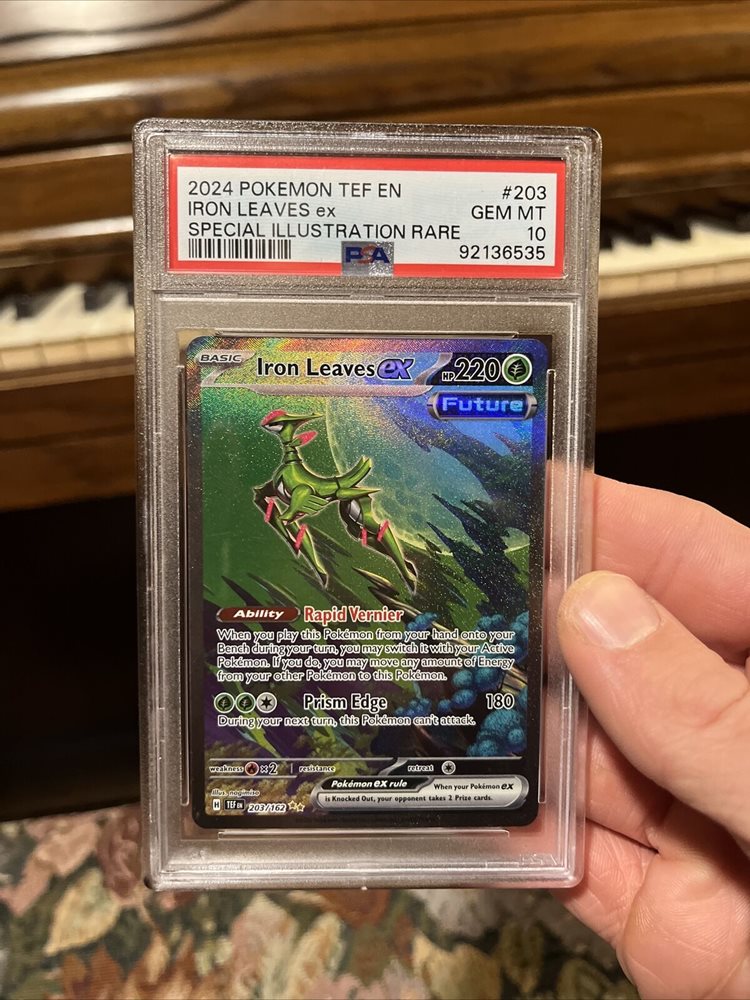 2024 POKEMON TEF EN #203
IRON LEAVES ex GEM MT
SPECIAL ILLUSTRATION RARE 10
PSA 92136535
BASIC Iron Leaves ex HP 220
Future
Ability Rapid Vernier
When you play this Pokémon from your hand onto your
Bench during your turn, you may switch it with your Active
Pokémon. If you do, you may move any amount of Energy
from your other Pokémon to this Pokémon.
Prism Edge 180
During your next turn, this Pokémon can't attack.
weakness ×2 resistance retreat
Illus. nagimiso
Pokémon ex rule When your Pokémon ex
is Knocked Out, your opponent takes 2 Prize cards.
H TEF EN 203/162